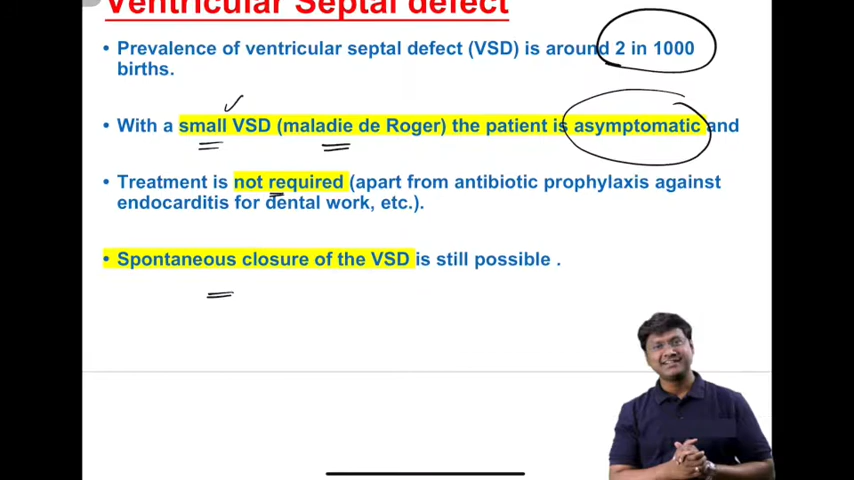 Ventricular Septal defect
• Prevalence of ventricular septal defect (VSD) is around 2 in 1000
births.
• With a small VSD (maladie de Roger) the patient is asymptomatic and
• Treatment is not required (apart from antibiotic prophylaxis against
endocarditis for dental work, etc.).
• Spontaneous closure of the VSD is still possible .